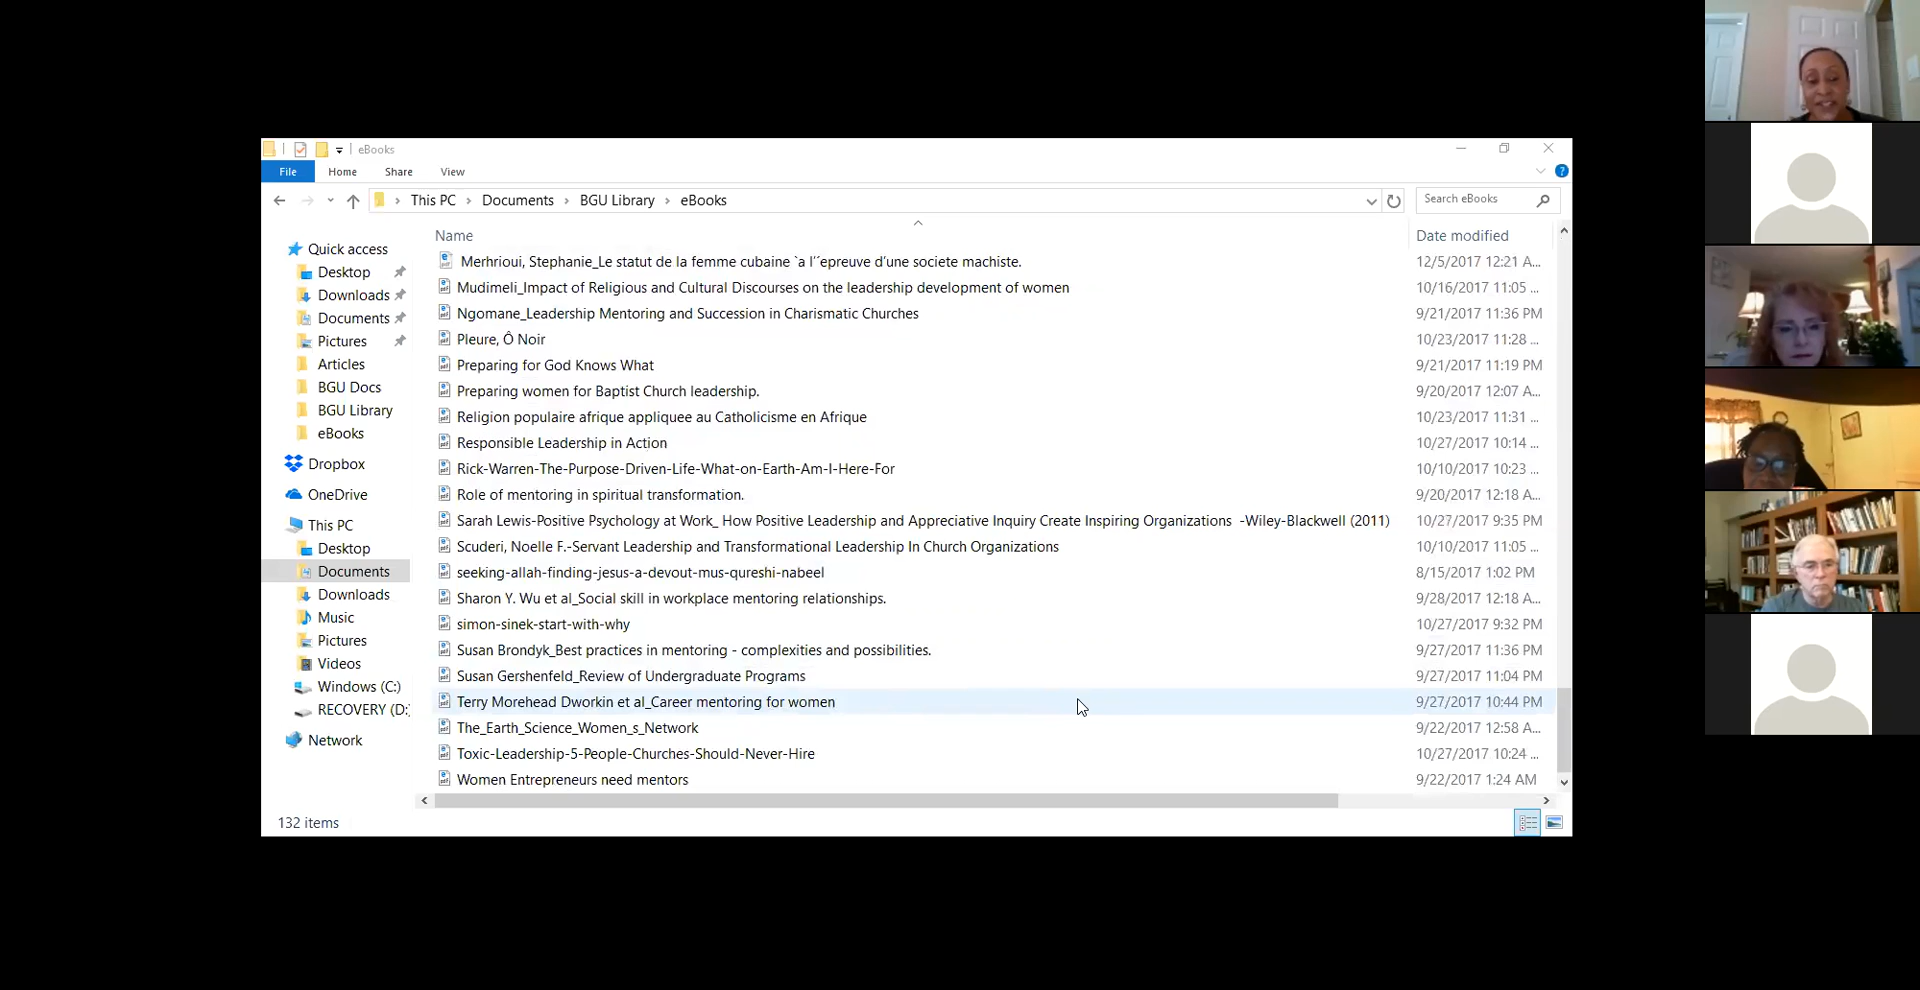 eBooks
File Home Share View
This PC Documents BGU Library eBooks
Search eBooks
Name Date modified
Quick access
Desktop
Downloads
Documents
Pictures
Articles
BGU Docs
BGU Library
eBooks
Dropbox
OneDrive
This PC
Desktop
Documents
Downloads
Music
Pictures
Videos
Windows (C:)
RECOVERY (D:
Network
Merhrioui, Stephanie_Le statut de la femme cubaine `a l'´epreuve d'une societe machiste. 12/5/2017 12:21 A...
Mudimeli_Impact of Religious and Cultural Discourses on the leadership development of women 10/16/2017 11:05 ...
Ngomane_Leadership Mentoring and Succession in Charismatic Churches 9/21/2017 11:36 PM
Pleure, Ô Noir 10/23/2017 11:28 ...
Preparing for God Knows What 9/21/2017 11:19 PM
Preparing women for Baptist Church leadership. 9/20/2017 12:07 A...
Religion populaire afrique appliquee au Catholicisme en Afrique 10/23/2017 11:31 ...
Responsible Leadership in Action 10/27/2017 10:14 ...
Rick-Warren-The-Purpose-Driven-Life-What-on-Earth-Am-I-Here-For 10/10/2017 10:23 ...
Role of mentoring in spiritual transformation. 9/20/2017 12:18 A...
Sarah Lewis-Positive Psychology at Work_ How Positive Leadership and Appreciative Inquiry Create Inspiring Organizations -Wiley-Blackwell (2011) 10/27/2017 9:35 PM
Scuderi, Noelle F.-Servant Leadership and Transformational Leadership In Church Organizations 10/10/2017 11:05 ...
seeking-allah-finding-jesus-a-devout-mus-qureshi-nabeel 8/15/2017 1:02 PM
Sharon Y. Wu et al_Social skill in workplace mentoring relationships. 9/28/2017 12:18 A...
simon-sinek-start-with-why 10/27/2017 9:32 PM
Susan Brondyk_Best practices in mentoring - complexities and possibilities. 9/27/2017 11:36 PM
Susan Gershenfeld_Review of Undergraduate Programs 9/27/2017 11:04 PM
Terry Morehead Dworkin et al_Career mentoring for women 9/27/2017 10:44 PM
The_Earth_Science_Women_s_Network 9/22/2017 12:58 A...
Toxic-Leadership-5-People-Churches-Should-Never-Hire 10/27/2017 10:24 ...
Women Entrepreneurs need mentors 9/22/2017 1:24 AM
132 items